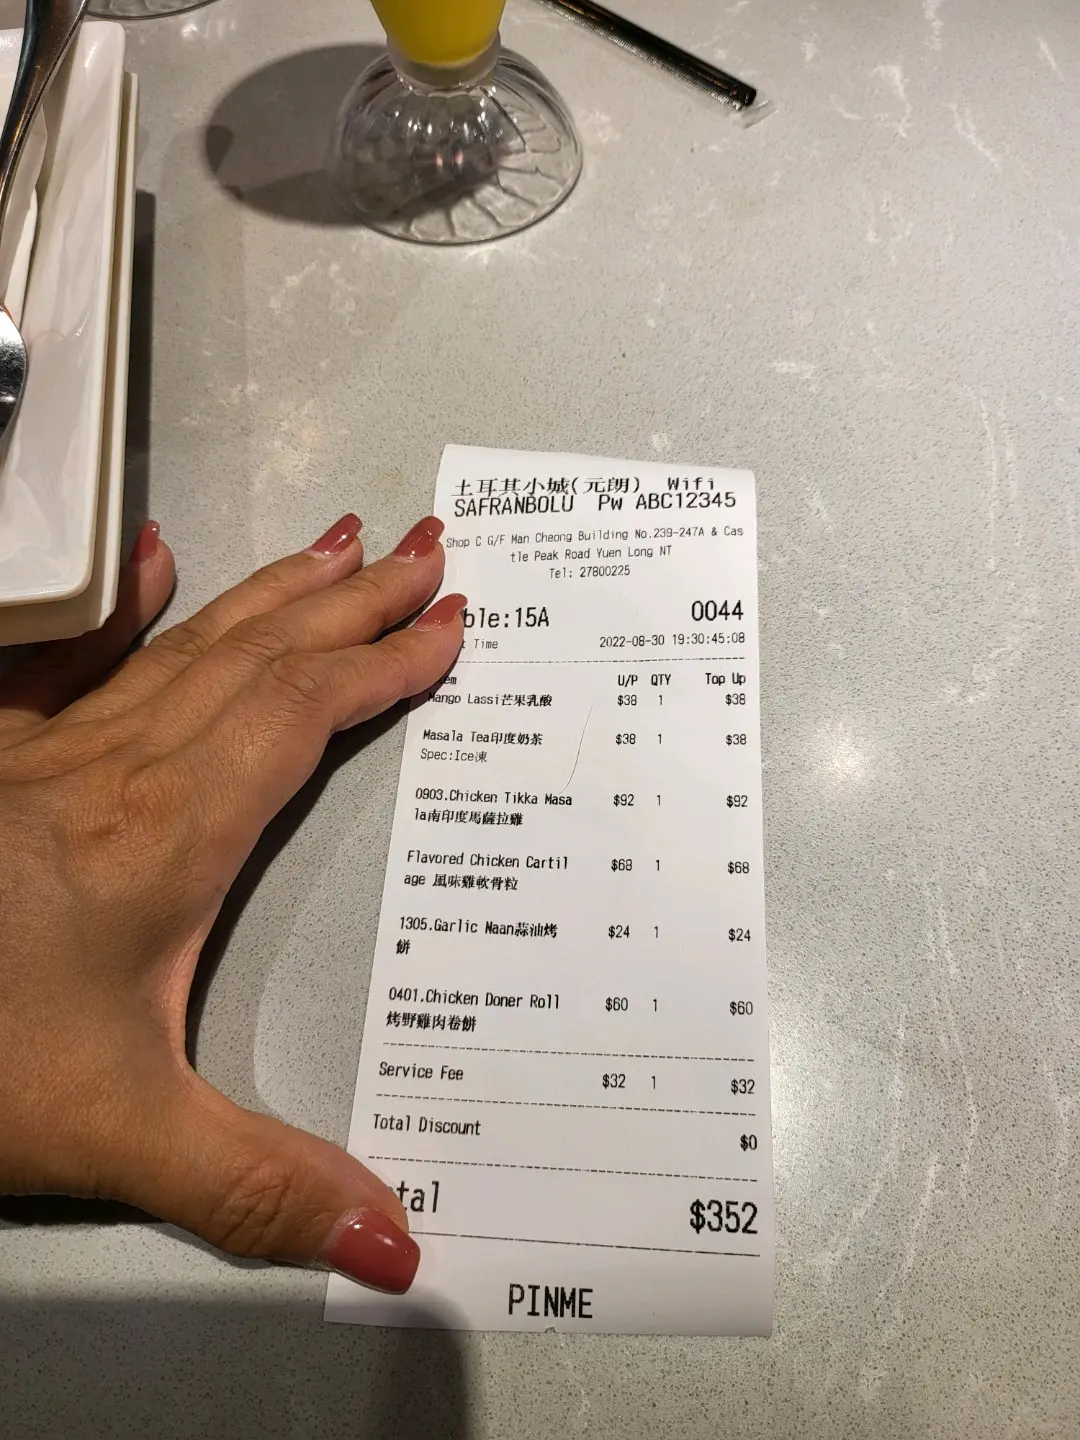 土耳其小城(元朗) Wifi
SAFRANBOLU PW ABC12345
Shop C G/F Man Cheong Building No.239-247A & Cas
tle Peak Road Yuen Long NT
Tel: 27800225
ble:15A 0044
Time 2022-08-30 19:30:45:08
em U/P QTY Top Up
Mango Lassi芒果乳酸 $38 1 $38
Masala Tea印度奶茶 $38 1 $38
Spec:Ice凍
0903.Chicken Tikka Masa $92 1 $92
la南印度馬薩拉雞
Flavored Chicken Cartil $68 1 $68
age 風味雞軟骨粒
1305.Garlic Naan蒜油烤 $24 1 $24
餅
0401.Chicken Doner Roll $60 1 $60
烤野雞肉卷餅
Service Fee $32 1 $32
Total Discount $0
tal $352
PINME